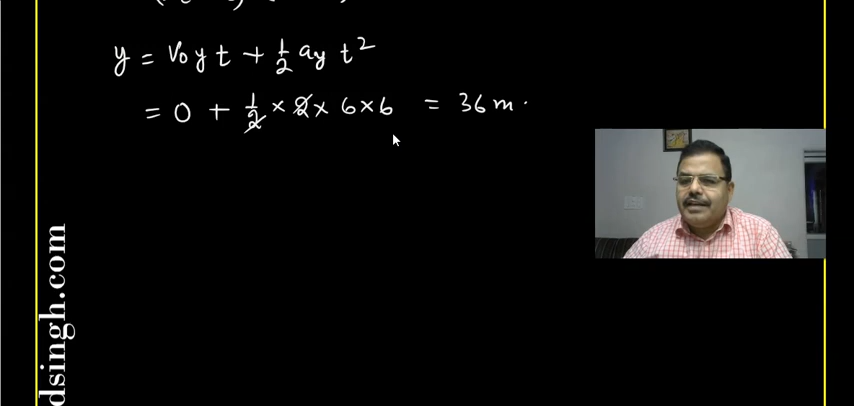 y = v₀y t + ½ ay t²
= 0 + ½ × 2 × 6 × 6 = 36 m.
dsingh.com